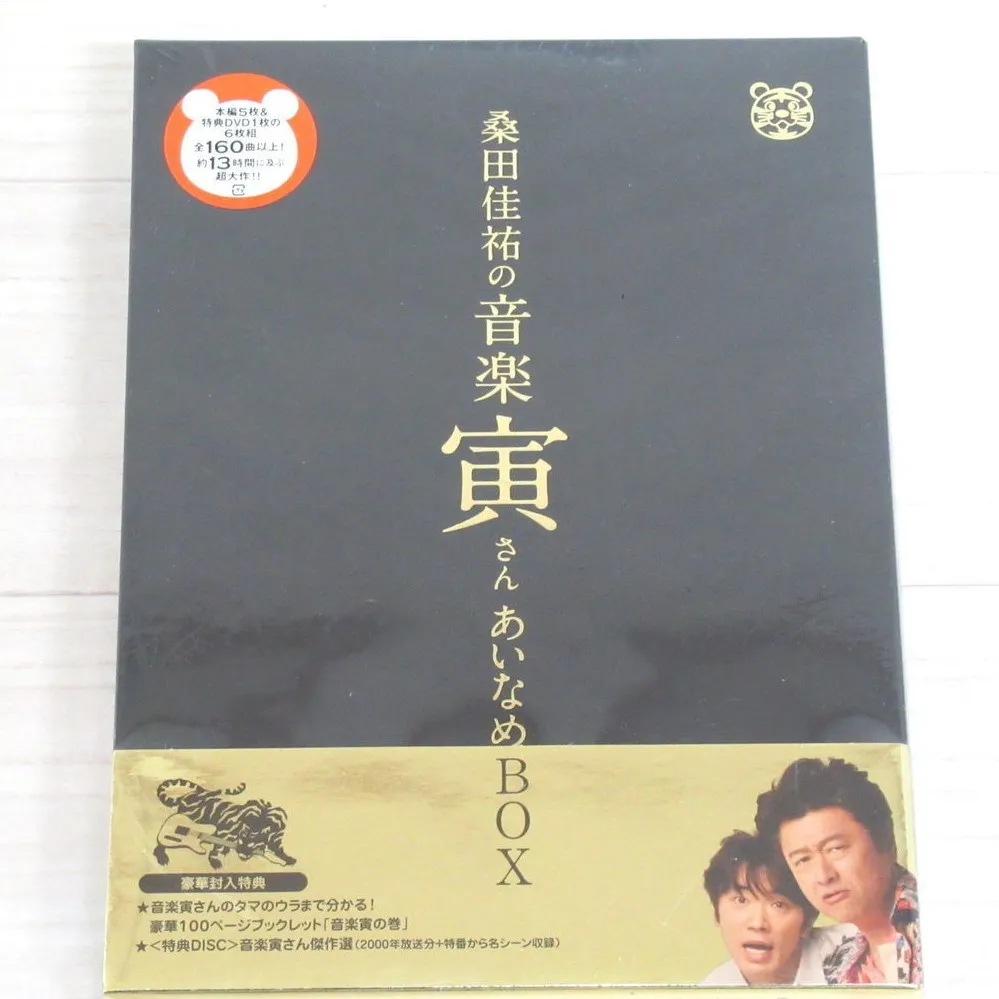 本編5枚&
特典DVD1枚の
6枚組
全160曲以上!
約13時間に及ぶ
超大作!!
桑田佳祐の音楽寅さん あいなめBOX
豪華封入特典
★音楽寅さんのタマのウラまで分かる!
豪華100ページブックレット「音楽寅の巻」
★<特典DISC>音楽寅さん傑作選(2000年放送分+特番から名シーン収録)